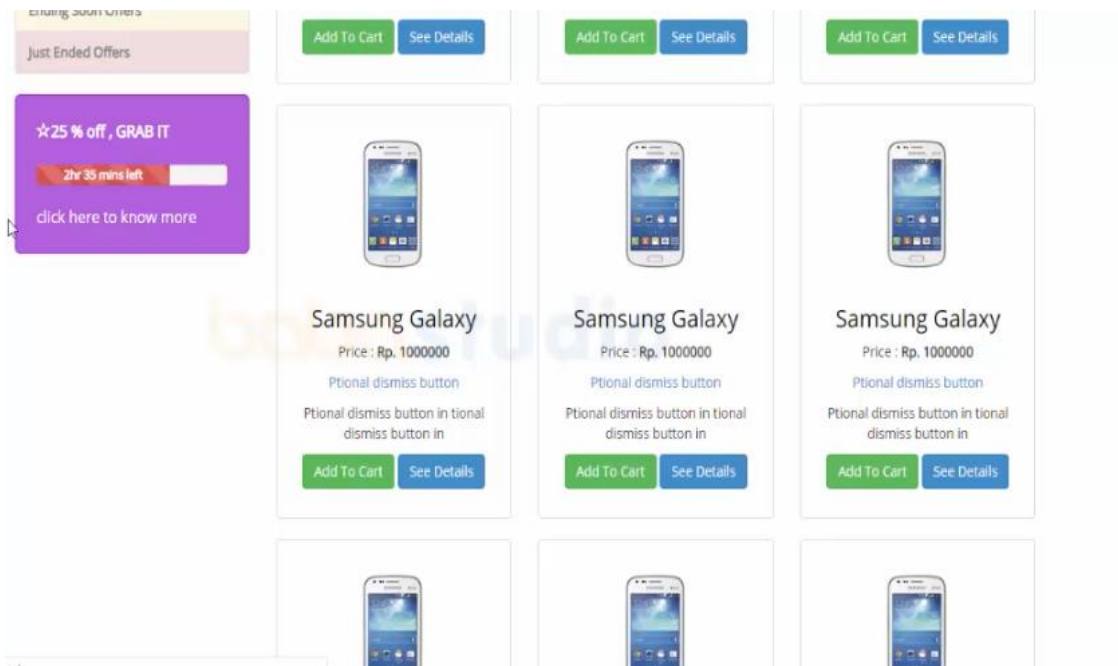 Ending Soon Offers
Just Ended Offers
☆25 % off , GRAB IT
2hr 35 mins left
click here to know more
Add To Cart See Details
Add To Cart See Details
Add To Cart See Details
Samsung Galaxy
Price : Rp. 1000000
Ptional dismiss button
Ptional dismiss button in tional
dismiss button in
Add To Cart See Details
Samsung Galaxy
Price : Rp. 1000000
Ptional dismiss button
Ptional dismiss button in tional
dismiss button in
Add To Cart See Details
Samsung Galaxy
Price : Rp. 1000000
Ptional dismiss button
Ptional dismiss button in tional
dismiss button in
Add To Cart See Details